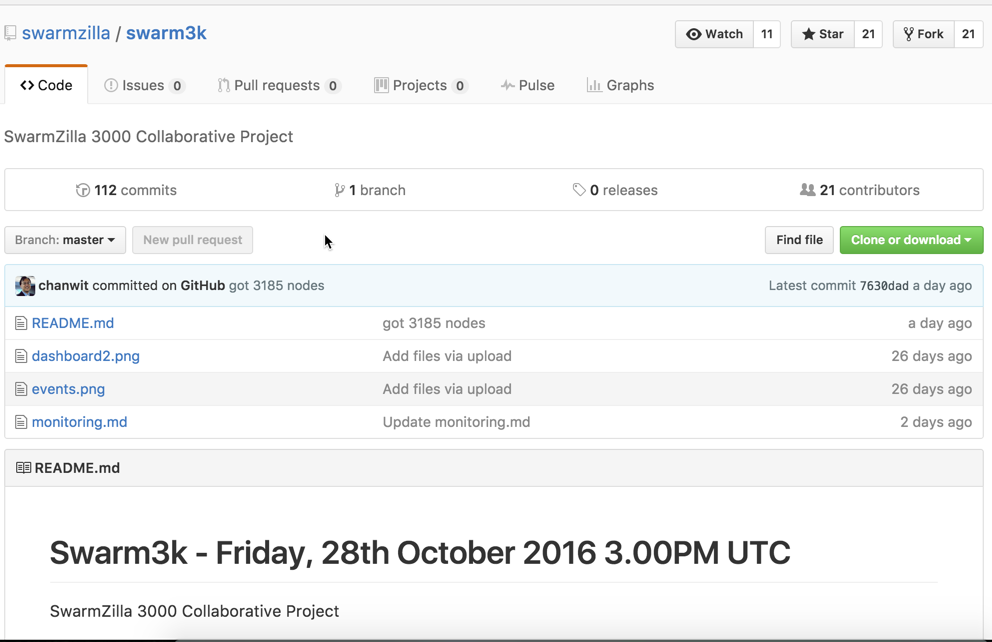 swarmzilla / swarm3k Watch 11 Star 21 Fork 21
Code Issues 0 Pull requests 0 Projects 0 Pulse Graphs
SwarmZilla 3000 Collaborative Project
112 commits 1 branch 0 releases 21 contributors
Branch: master New pull request Find file Clone or download
chanwit committed on GitHub got 3185 nodes Latest commit 7630dad a day ago
README.md got 3185 nodes a day ago
dashboard2.png Add files via upload 26 days ago
events.png Add files via upload 26 days ago
monitoring.md Update monitoring.md 2 days ago
README.md
Swarm3k - Friday, 28th October 2016 3.00PM UTC
SwarmZilla 3000 Collaborative Project